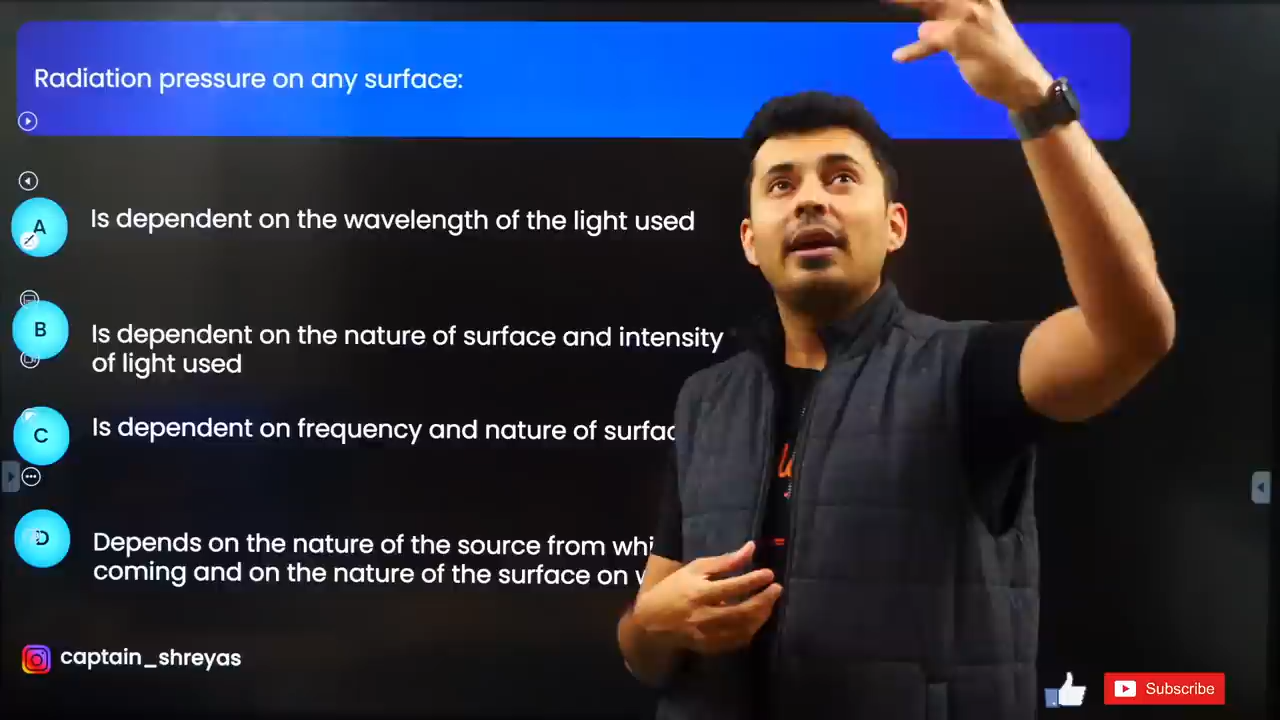 Radiation pressure on any surface:
A
Is dependent on the wavelength of the light used
B
Is dependent on the nature of surface and intensity
of light used
C
Is dependent on frequency and nature of
D
Depends on the nature of the source from
coming and on the nature of the surface on
captain_shreyas
Subscribe